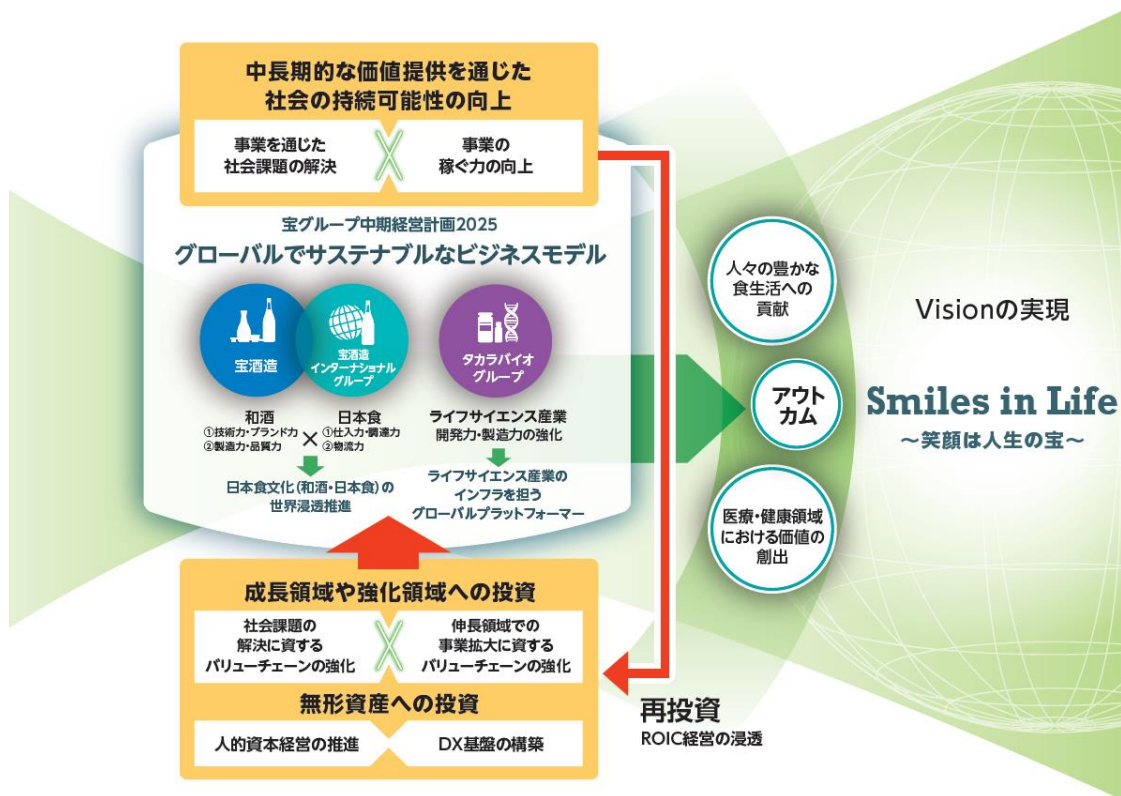 中長期的な価値提供を通じた
社会の持続可能性の向上
事業を通じた
社会課題の解決
事業の
稼ぐ力の向上
宝グループ中期経営計画2025
グローバルでサステナブルなビジネスモデル
宝酒造
宝酒造
インターナショナル
グループ
タカラバイオ
グループ
和酒
①技術力・ブランド力
②製造力・品質力
×
日本食
①仕入力・調達力
②物流力
日本食文化(和酒・日本食)の
世界浸透推進
ライフサイエンス産業
開発力・製造力の強化
ライフサイエンス産業の
インフラを担う
グローバルプラットフォーマー
成長領域や強化領域への投資
社会課題の
解決に資する
バリューチェーンの強化
伸長領域での
事業拡大に資する
バリューチェーンの強化
無形資産への投資
人的資本経営の推進
DX基盤の構築
再投資
ROIC経営の浸透
人々の豊かな
食生活への
貢献
アウト
カム
医療・健康領域
における価値の
創出
Visionの実現
Smiles in Life
～笑顔は人生の宝～